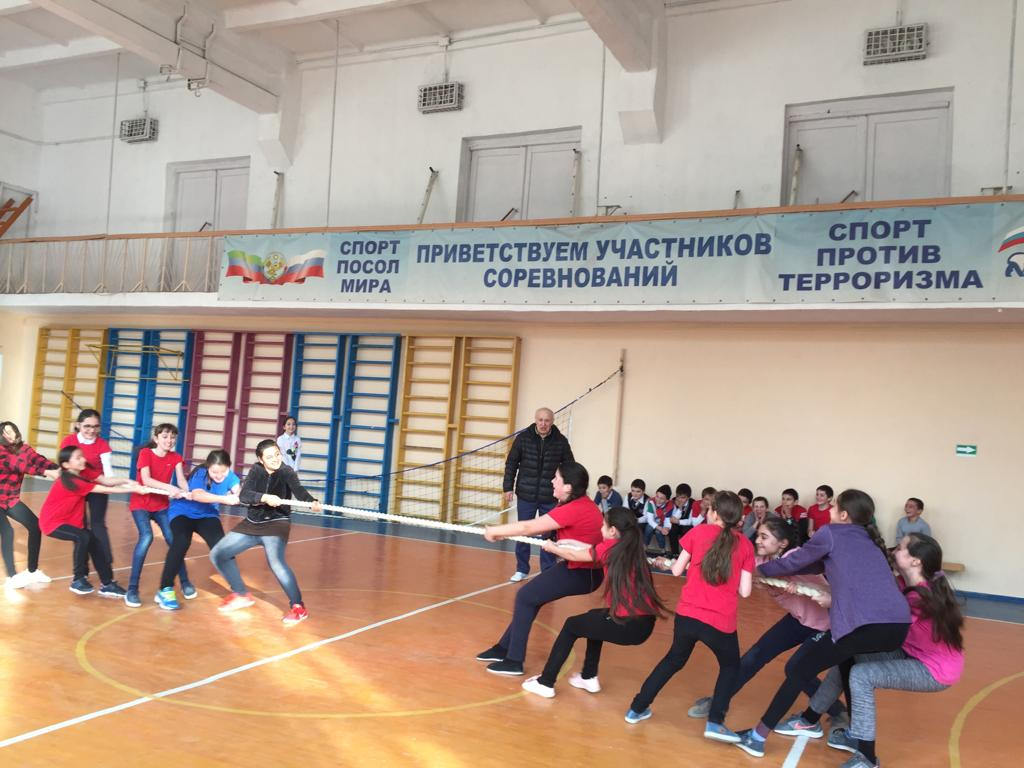 СПОРТ
ПОСОЛ
МИРА
ПРИВЕТСТВУЕМ УЧАСТНИКОВ
СОРЕВНОВАНИЙ
СПОРТ
ПРОТИВ
ТЕРРОРИЗМА